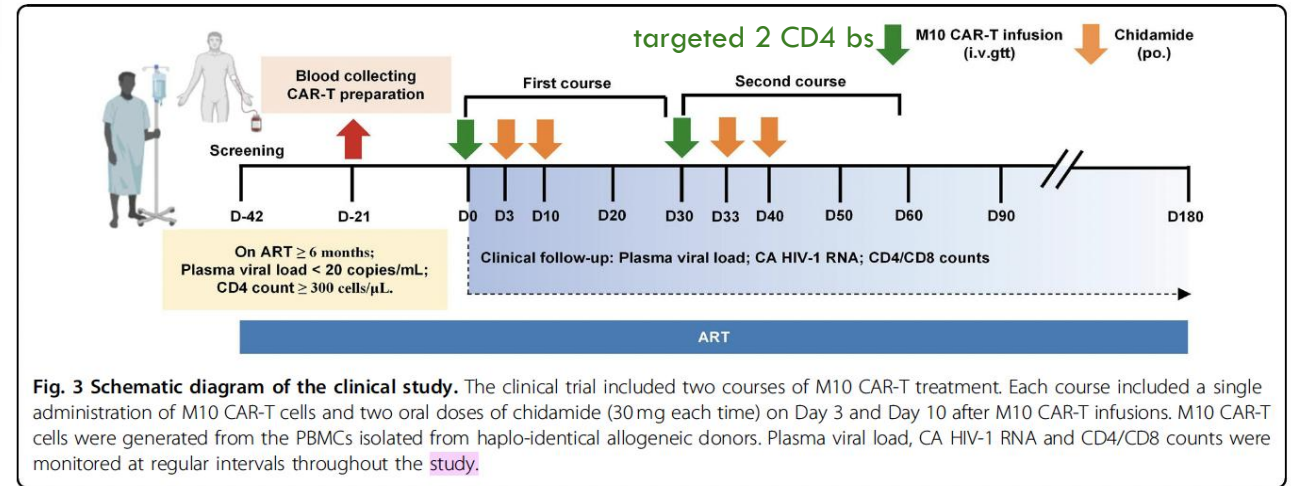 targeted 2 CD4 bs
M10 CAR-T infusion
(i.v.gtt)
Chidamide
(po.)
Blood collecting
CAR-T preparation
First course
Second course
Screening
D-42
D-21
D0
D3
D10
D20
D30
D33
D40
D50
D60
D90
D180
On ART ≥ 6 months;
Plasma viral load < 20 copies/mL;
CD4 count ≥ 300 cells/μL.
Clinical follow-up: Plasma viral load; CA HIV-1 RNA; CD4/CD8 counts
ART
Fig. 3 Schematic diagram of the clinical study. The clinical trial included two courses of M10 CAR-T treatment. Each course included a single
administration of M10 CAR-T cells and two oral doses of chidamide (30 mg each time) on Day 3 and Day 10 after M10 CAR-T infusions. M10 CAR-T
cells were generated from the PBMCs isolated from haplo-identical allogeneic donors. Plasma viral load, CA HIV-1 RNA and CD4/CD8 counts were
monitored at regular intervals throughout the study.